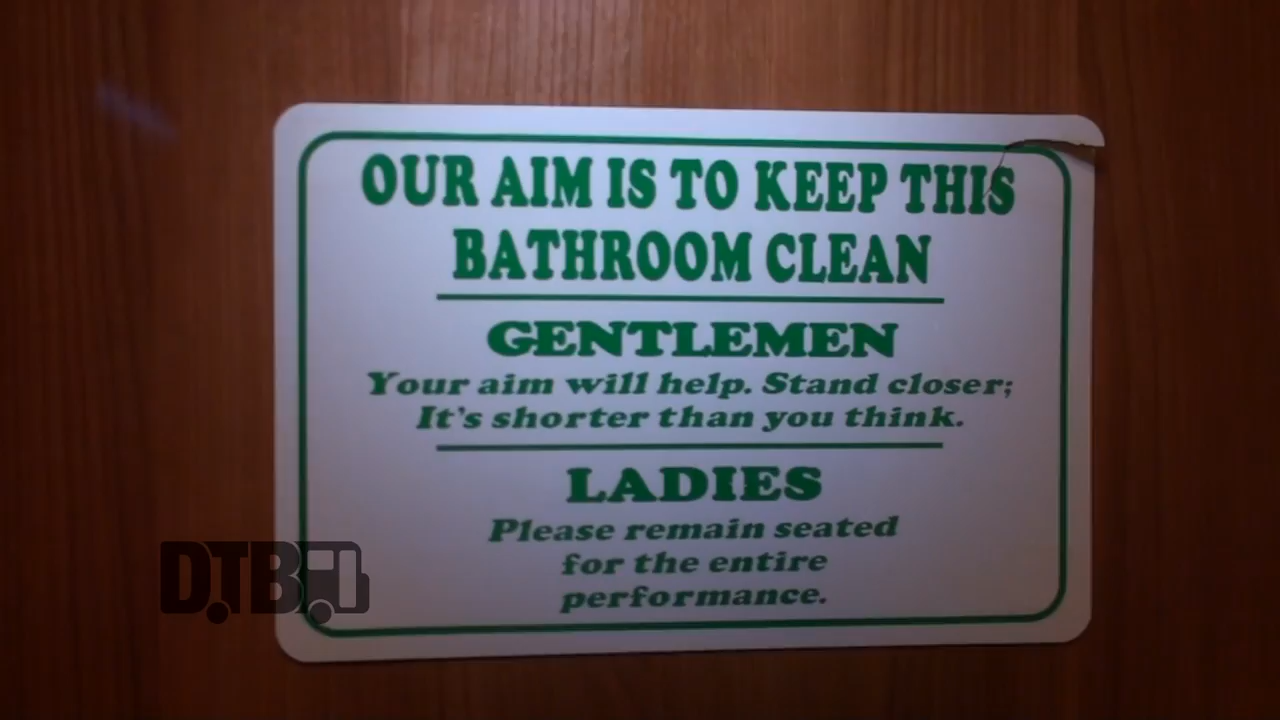 OUR AIM IS TO KEEP THIS
BATHROOM CLEAN
GENTLEMEN
Your aim will help. Stand closer;
It's shorter than you think.
LADIES
Please remain seated
for the entire
performance.
DTB